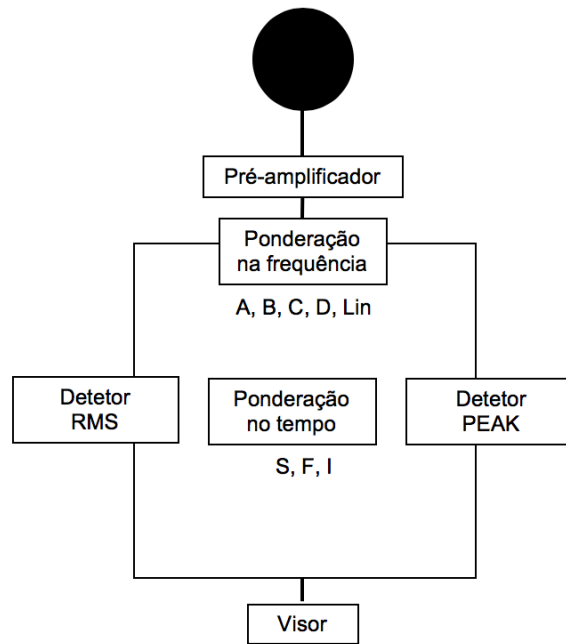 Pré-amplificador
Ponderação
na frequência
A, B, C, D, Lin
Detetor
RMS
Ponderação
no tempo
S, F, I
Detetor
PEAK
Visor